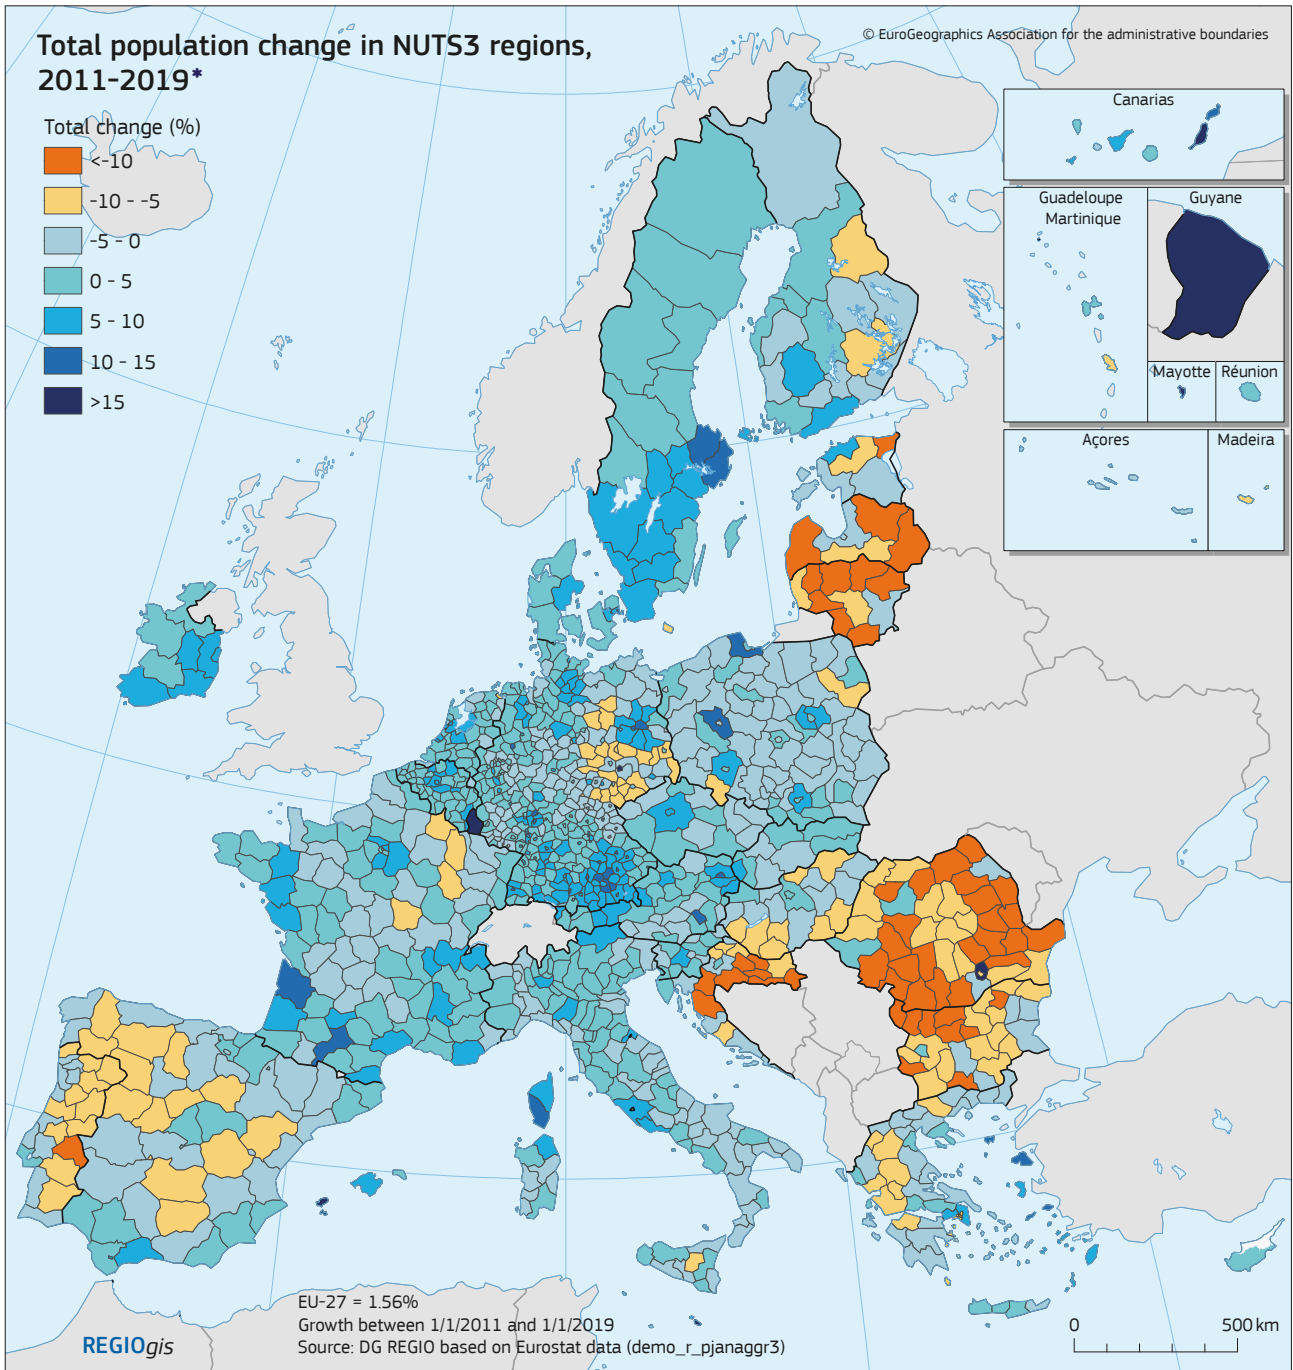 Total population change in NUTS3 regions,
2011-2019*
© EuroGeographics Association for the administrative boundaries
Total change (%)
<-10
-10 - -5
-5 - 0
0 - 5
5 - 10
10 - 15
>15
Canarias
Guadeloupe
Martinique
Guyane
Mayotte
Réunion
Açores
Madeira
EU-27 = 1.56%
Growth between 1/1/2011 and 1/1/2019
Source: DG REGIO based on Eurostat data (demo_r_pjanaggr3)
REGIOgis
0
500 km